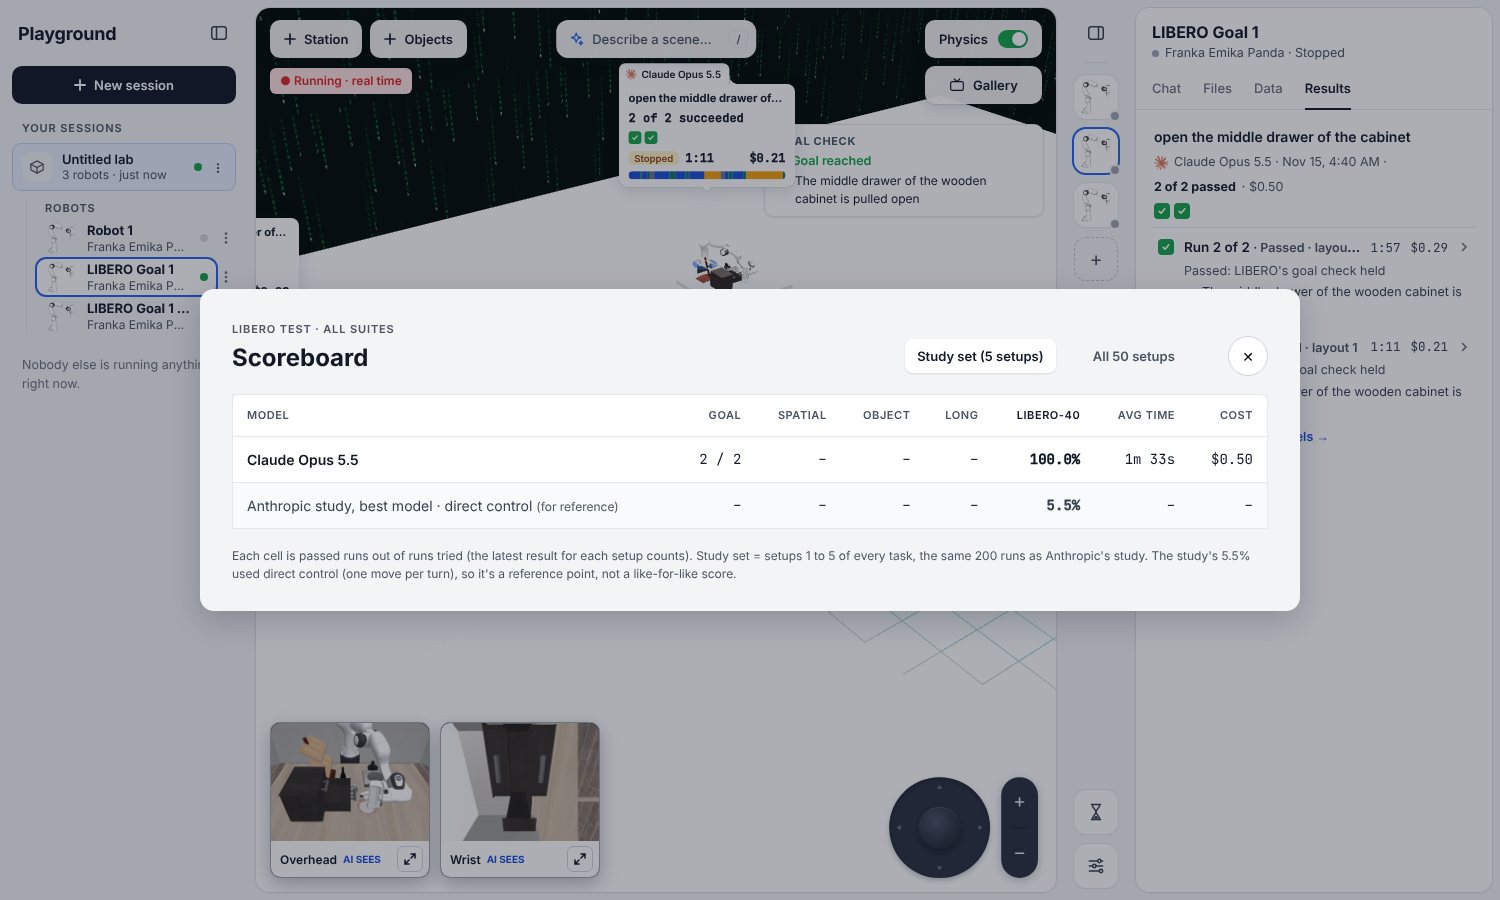 Playground
New session
YOUR SESSIONS
Untitled lab
3 robots · just now
ROBOTS
Robot 1
Franka Emika P...
LIBERO Goal 1
Franka Emika P...
LIBERO Goal 1 ...
Franka Emika P...
Nobody else is running anythin
right now.
Station
Objects
Describe a scene...
/
Physics
Running · real time
Gallery
Claude Opus 5.5
open the middle drawer of...
2 of 2 succeeded
Stopped 1:11 $0.21
AL CHECK
Goal reached
The middle drawer of the wooden
cabinet is pulled open
r of...
LIBERO Goal 1
Franka Emika Panda · Stopped
Chat Files Data Results
open the middle drawer of the cabinet
Claude Opus 5.5 · Nov 15, 4:40 AM ·
2 of 2 passed · $0.50
Run 2 of 2 · Passed · layou... 1:57 $0.29
Passed: LIBERO's goal check held
wer of the wooden cabinet is
· layout 1 1:11 $0.21
oal check held
wer of the wooden cabinet is
els →
LIBERO TEST · ALL SUITES
Scoreboard
Study set (5 setups)
All 50 setups
MODEL GOAL SPATIAL OBJECT LONG LIBERO-40 AVG TIME COST
Claude Opus 5.5 2 / 2 – – – 100.0% 1m 33s $0.50
Anthropic study, best model · direct control (for reference) – – – – 5.5% – –
Each cell is passed runs out of runs tried (the latest result for each setup counts). Study set = setups 1 to 5 of every task, the same 200 runs as Anthropic's study. The study's 5.5%
used direct control (one move per turn), so it's a reference point, not a like-for-like score.
Overhead AI SEES
Wrist AI SEES